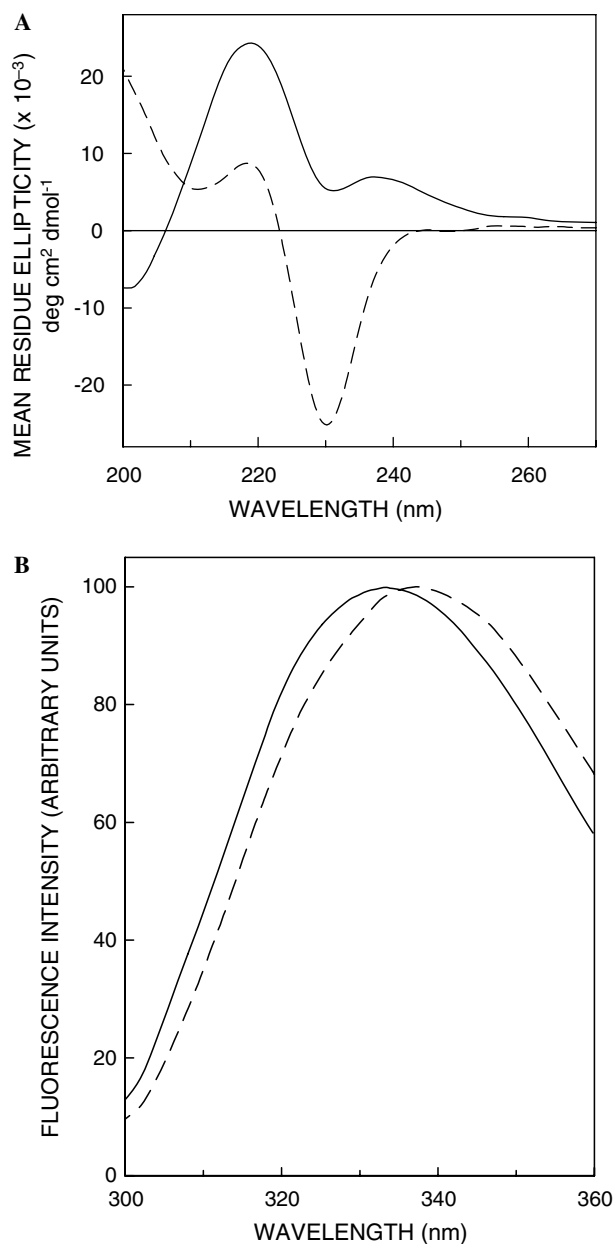 A
MEAN RESIDUE ELLIPTICITY (x 10⁻³)
deg cm² dmol⁻¹
20
10
0
-10
-20
200
220
240
260
WAVELENGTH (nm)
B
FLUORESCENCE INTENSITY (ARBITRARY UNITS)
100
80
60
40
20
0
300
320
340
360
WAVELENGTH (nm)